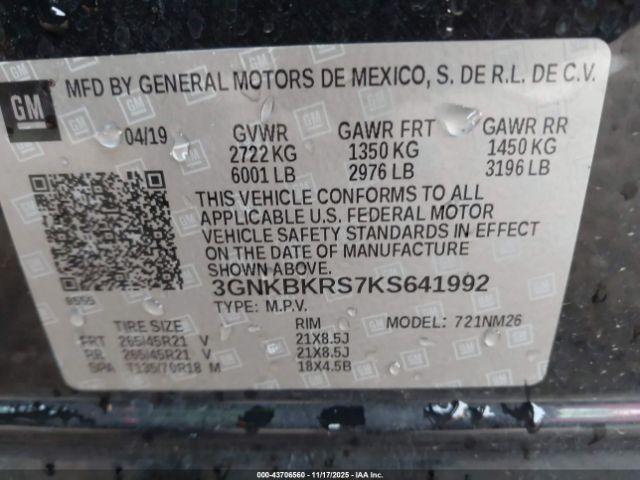 GM
MFD BY GENERAL MOTORS DE MEXICO, S. DE R.L. DE C.V.
04/19 GVWR GAWR FRT GAWR RR
2722 KG 1350 KG 1450 KG
6001 LB 2976 LB 3196 LB
THIS VEHICLE CONFORMS TO ALL
APPLICABLE U.S. FEDERAL MOTOR
VEHICLE SAFETY STANDARDS IN EFFECT
ON THE DATE OF MANUFACTURE
SHOWN ABOVE.
3GNKBKRS7KS641992
8555 TYPE: M.P.V.
TIRE SIZE RIM MODEL: 721NM26
FRT 265/45R21 V 21X8.5J
RR 265/45R21 V 21X8.5J
SPA T135/70R18 M 18X4.5B
000-43706560 - 11/17/2025 - IAAI.com